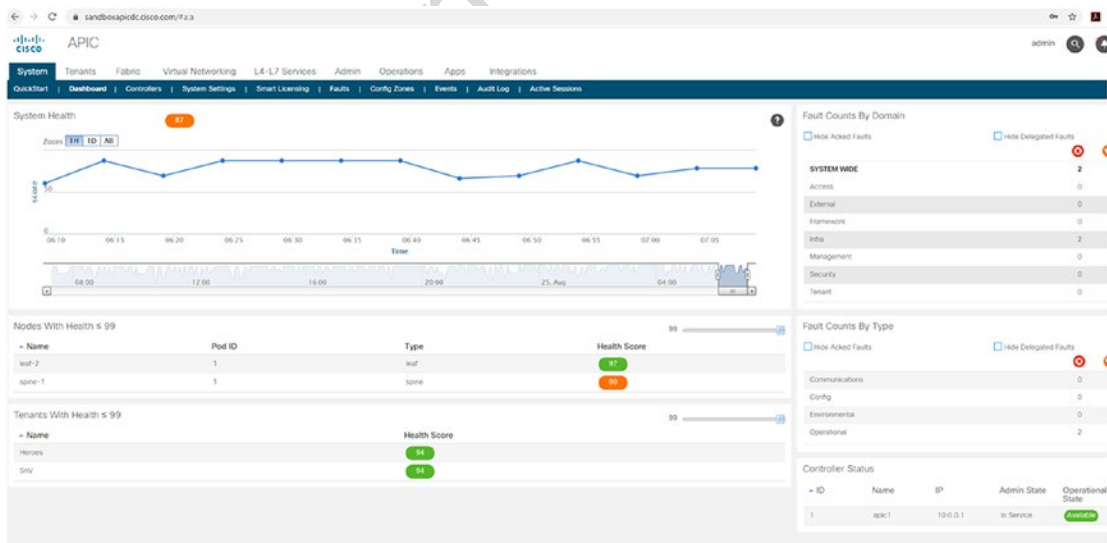 sandboxapicdc.cisco.com/#a:a
CISCO
APIC
admin
System Tenants Fabric Virtual Networking L4-L7 Services Admin Operations Apps Integrations
QuickStart | Dashboard | Controllers | System Settings | Smart Licensing | Faults | Config Zones | Events | Audit Log | Active Sessions
System Health 87
Zoom 1H 1D All
score
50
0
06:10 06:15 06:20 06:25 06:30 06:35 06:40 06:45 06:50 06:55 07:00 07:05
Time
08:00 12:00 16:00 20:00 25. Aug 04:00
Nodes With Health ≤ 99
99
Name Pod ID Type Health Score
leaf-2 1 leaf 97
spine-1 1 spine 90
Tenants With Health ≤ 99
99
Name Health Score
Heroes 94
SnV 94
Fault Counts By Domain
Hide Acked Faults Hide Delegated Faults
SYSTEM WIDE 2
Access 0
External 0
Framework 0
Infra 2
Management 0
Security 0
Tenant 0
Fault Counts By Type
Hide Acked Faults Hide Delegated Faults
Communications 0
Config 0
Environmental 0
Operational 2
Controller Status
ID Name IP Admin State Operational State
1 apic1 10.0.0.1 In Service Available